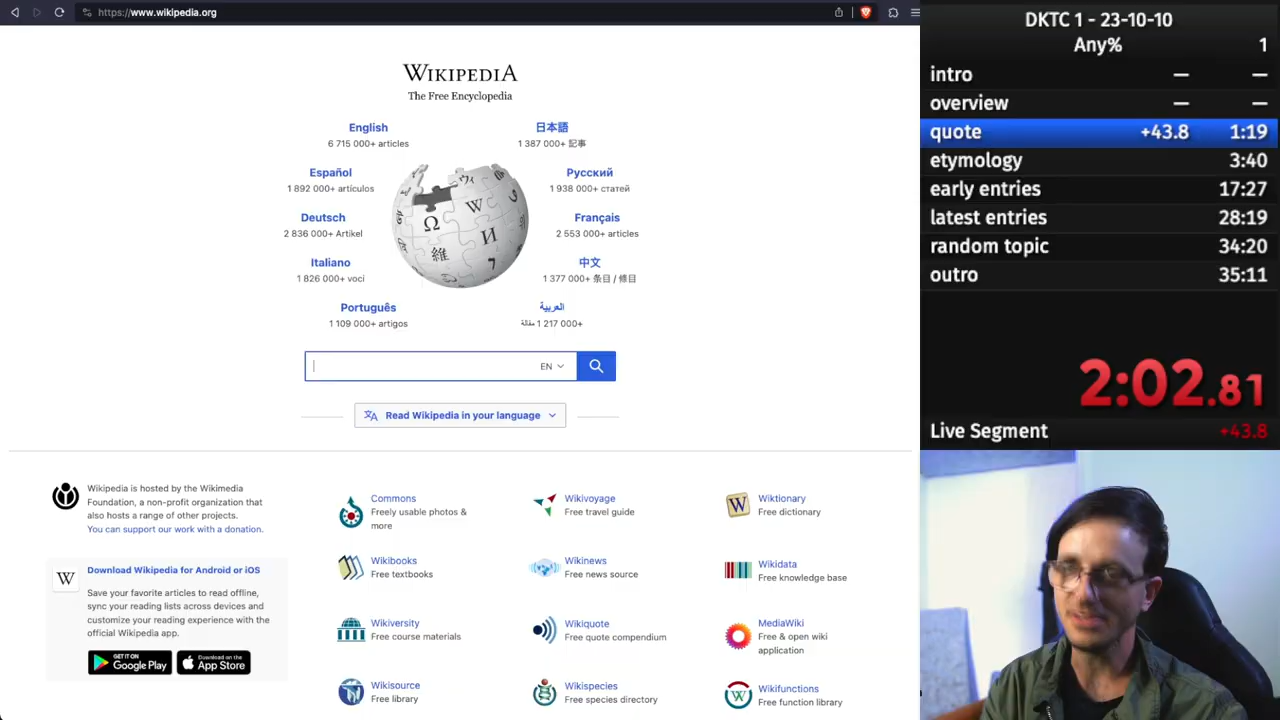 https://www.wikipedia.org
WIKIPEDIA
The Free Encyclopedia
English
6 715 000+ articles
日本語
1 387 000+ 記事
Español
1 892 000+ artículos
Русский
1 938 000+ статей
Deutsch
2 836 000+ Artikel
Français
2 553 000+ articles
Italiano
1 826 000+ voci
中文
1 377 000+ 条目 / 條目
Português
1 109 000+ artigos
العربية
1 217 000+ مقالة
Ω
W
И
維
EN
Read Wikipedia in your language
Wikipedia is hosted by the Wikimedia
Foundation, a non-profit organization that
also hosts a range of other projects.
You can support our work with a donation.
W
Download Wikipedia for Android or iOS
Save your favorite articles to read offline,
sync your reading lists across devices and
customize your reading experience with the
official Wikipedia app.
GET IT ON
Google Play
Download on the
App Store
Commons
Freely usable photos &
more
Wikivoyage
Free travel guide
W
Wiktionary
Free dictionary
Wikibooks
Free textbooks
Wikinews
Free news source
Wikidata
Free knowledge base
Wikiversity
Free course materials
Wikiquote
Free quote compendium
MediaWiki
Free & open wiki
application
Wikisource
Free library
Wikispecies
Free species directory
W
Wikifunctions
Free function library
DKTC 1 - 23-10-10
Any% 1
intro — —
overview — —
quote +43.8 1:19
etymology 3:40
early entries 17:27
latest entries 28:19
random topic 34:20
outro 35:11
2:02.81
Live Segment +43.8